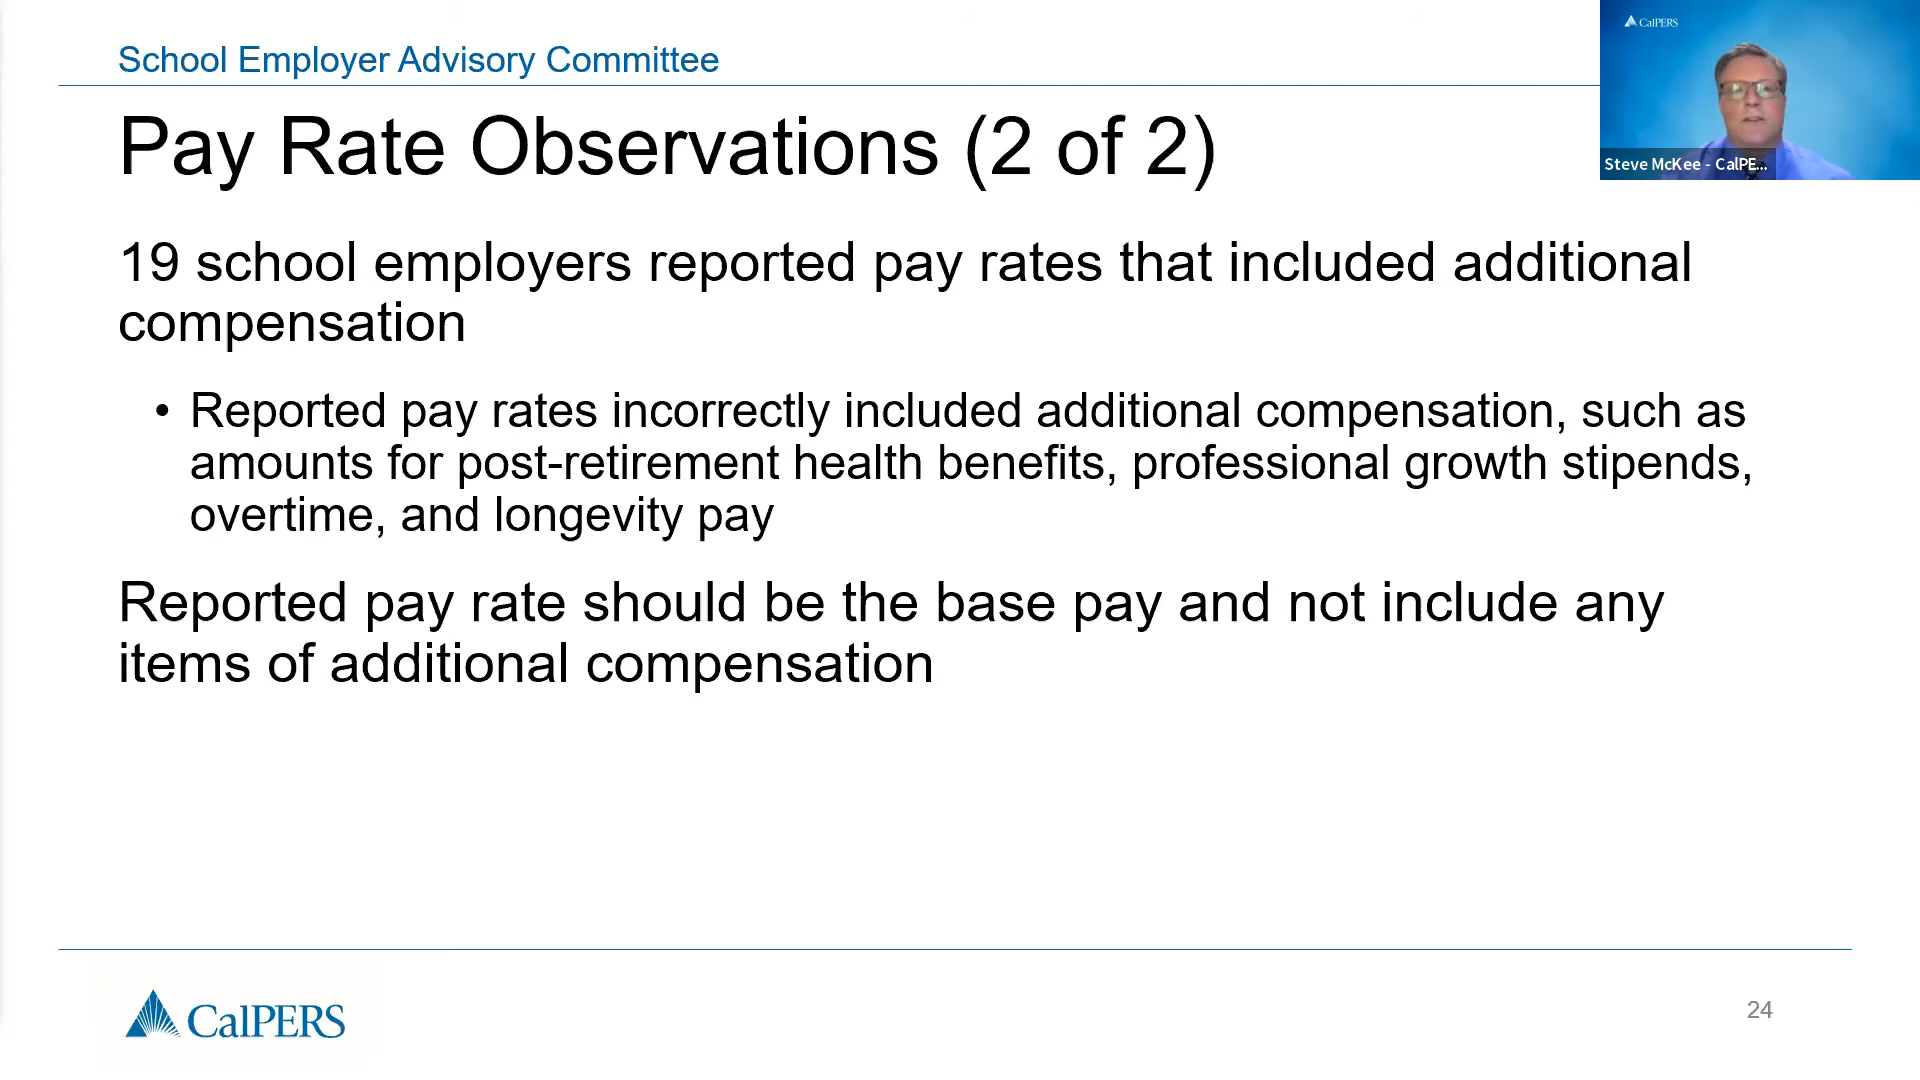 School Employer Advisory Committee
CalPERS
Steve McKee - CalPE...
Pay Rate Observations (2 of 2)
19 school employers reported pay rates that included additional
compensation
• Reported pay rates incorrectly included additional compensation, such as
amounts for post-retirement health benefits, professional growth stipends,
overtime, and longevity pay
Reported pay rate should be the base pay and not include any
items of additional compensation
CalPERS
24